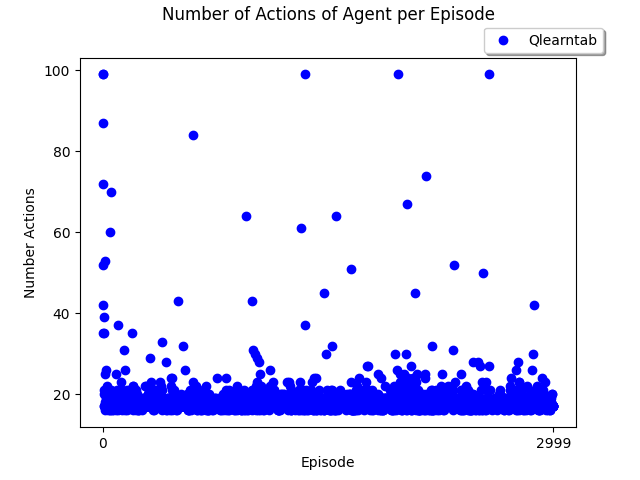 Number of Actions of Agent per Episode
Qlearntab
100
80
60
40
20
Number Actions
0
2999
Episode